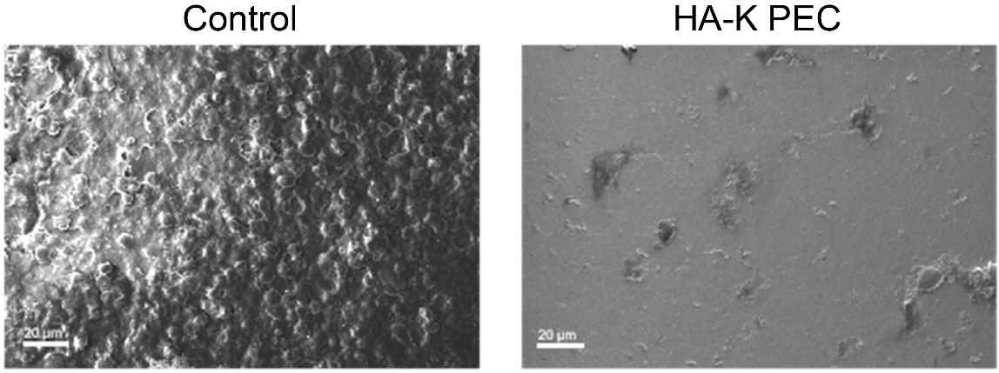 Control
HA-K PEC
20 µm
20 µm